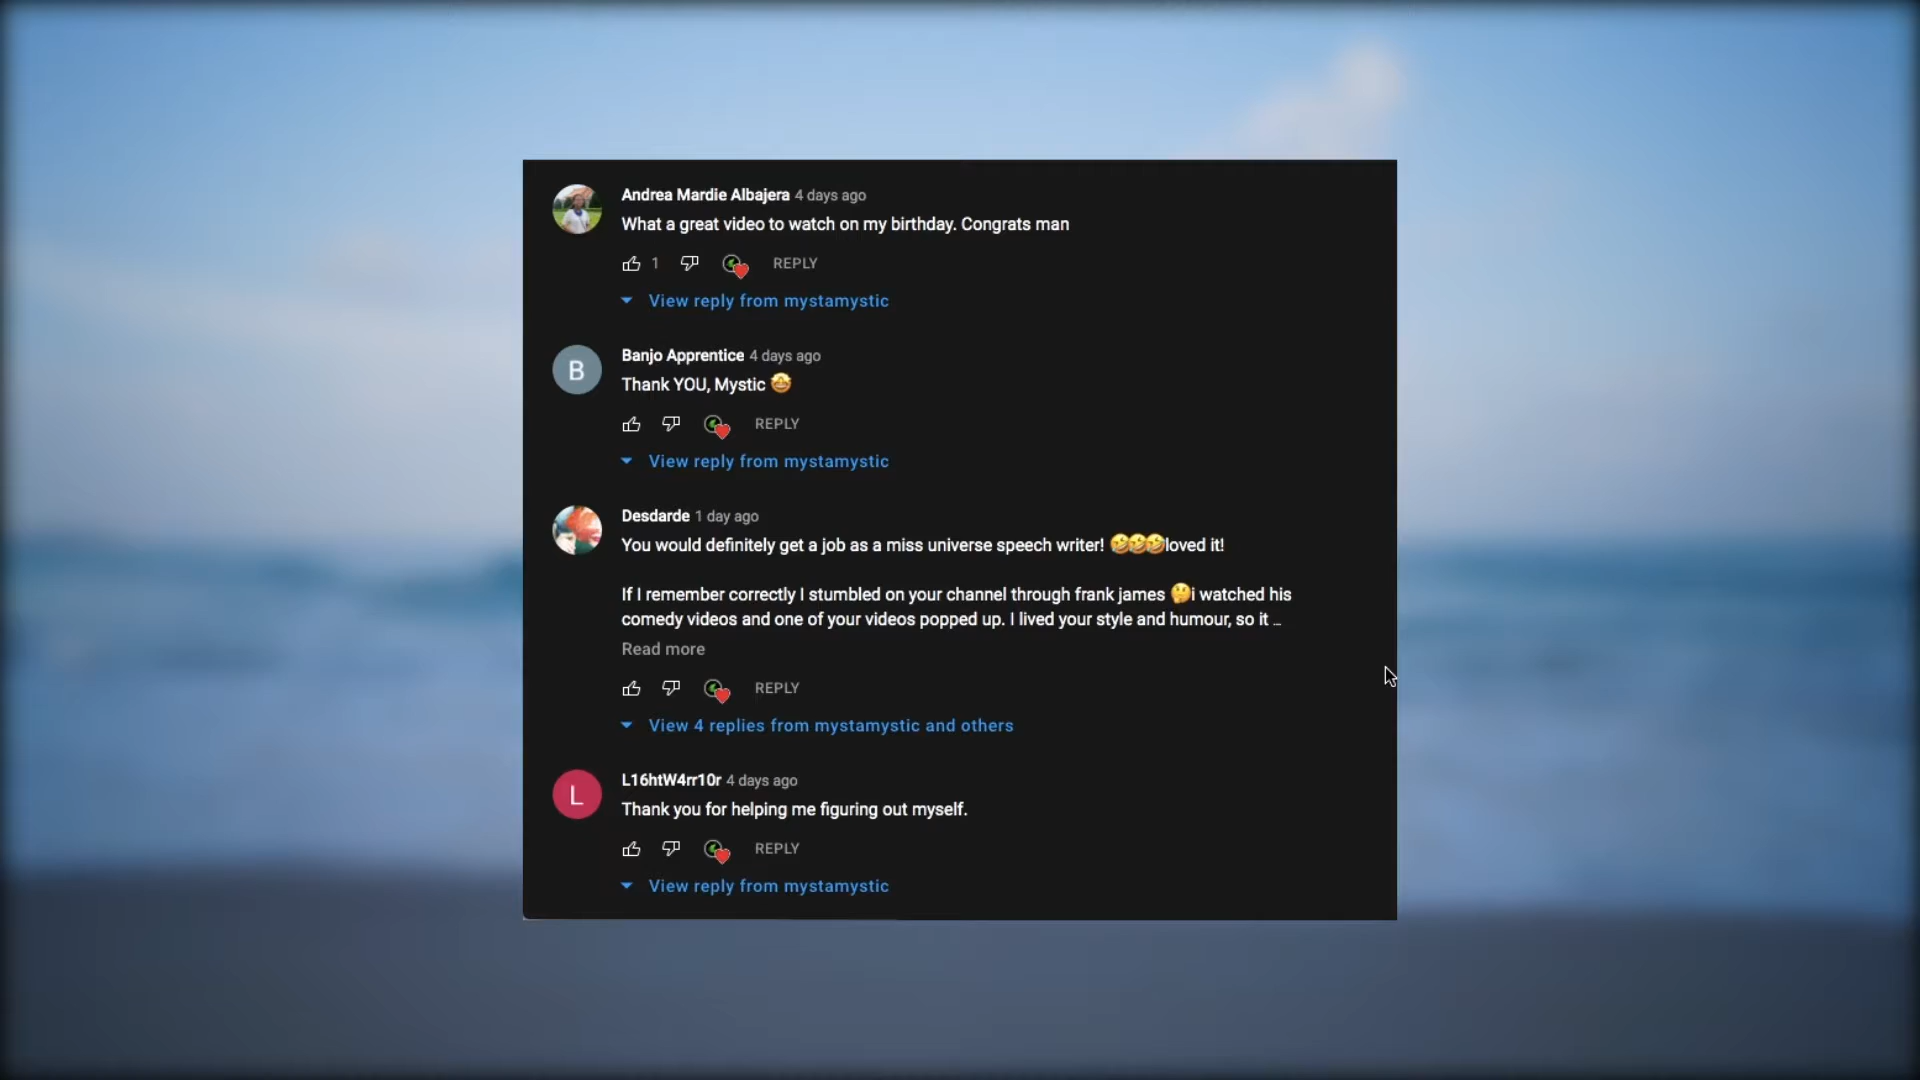 Andrea Mardie Albajera 4 days ago
What a great video to watch on my birthday. Congrats man
1 REPLY
View reply from mystamystic
B
Banjo Apprentice 4 days ago
Thank YOU, Mystic 🤩
REPLY
View reply from mystamystic
Desdarde 1 day ago
You would definitely get a job as a miss universe speech writer! 🤣🤣🤣loved it!
If I remember correctly I stumbled on your channel through frank james 🤔i watched his
comedy videos and one of your videos popped up. I lived your style and humour, so it ...
Read more
REPLY
View 4 replies from mystamystic and others
L
L16htW4rr10r 4 days ago
Thank you for helping me figuring out myself.
REPLY
View reply from mystamystic